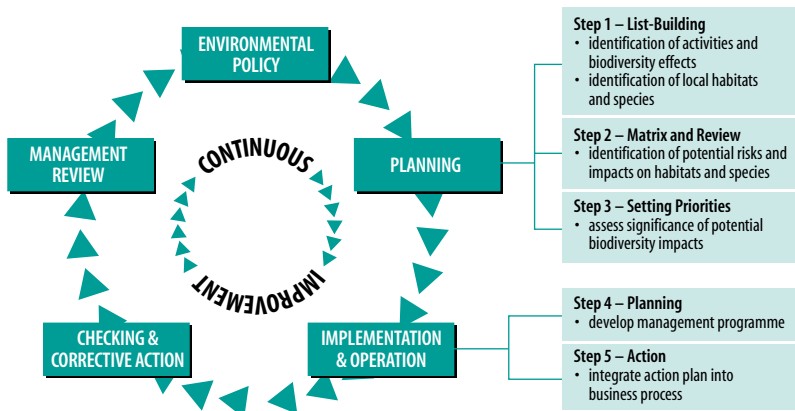 ENVIRONMENTAL
POLICY
PLANNING
IMPLEMENTATION
& OPERATION
CHECKING &
CORRECTIVE ACTION
MANAGEMENT
REVIEW
CONTINUOUS
IMPROVEMENT
Step 1 – List-Building
• identification of activities and
biodiversity effects
• identification of local habitats
and species
Step 2 – Matrix and Review
• identification of potential risks and
impacts on habitats and species
Step 3 – Setting Priorities
• assess significance of potential
biodiversity impacts
Step 4 – Planning
• develop management programme
Step 5 – Action
• integrate action plan into
business process